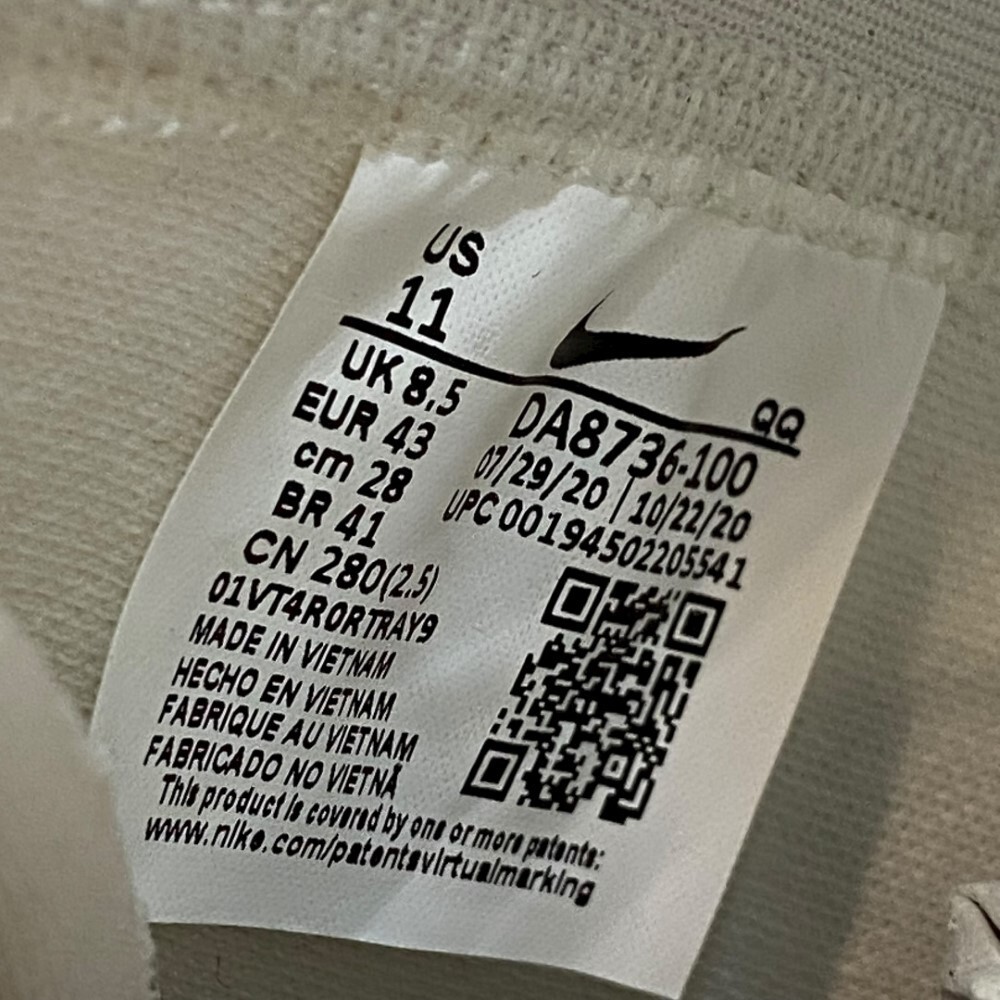 US
11
UK 8.5
EUR 43
cm 28
BR 41
CN 280(2.5)
01VT4R0RTRAY9
MADE IN VIETNAM
HECHO EN VIETNAM
FABRIQUE AU VIETNAM
FABRICADO NO VIETNÃ
This product is covered by one or more patents:
www.nike.com/patentsvirtualmarking
QQ
DA8736-100
07/29/20 | 10/22/20
UPC 00194502205541